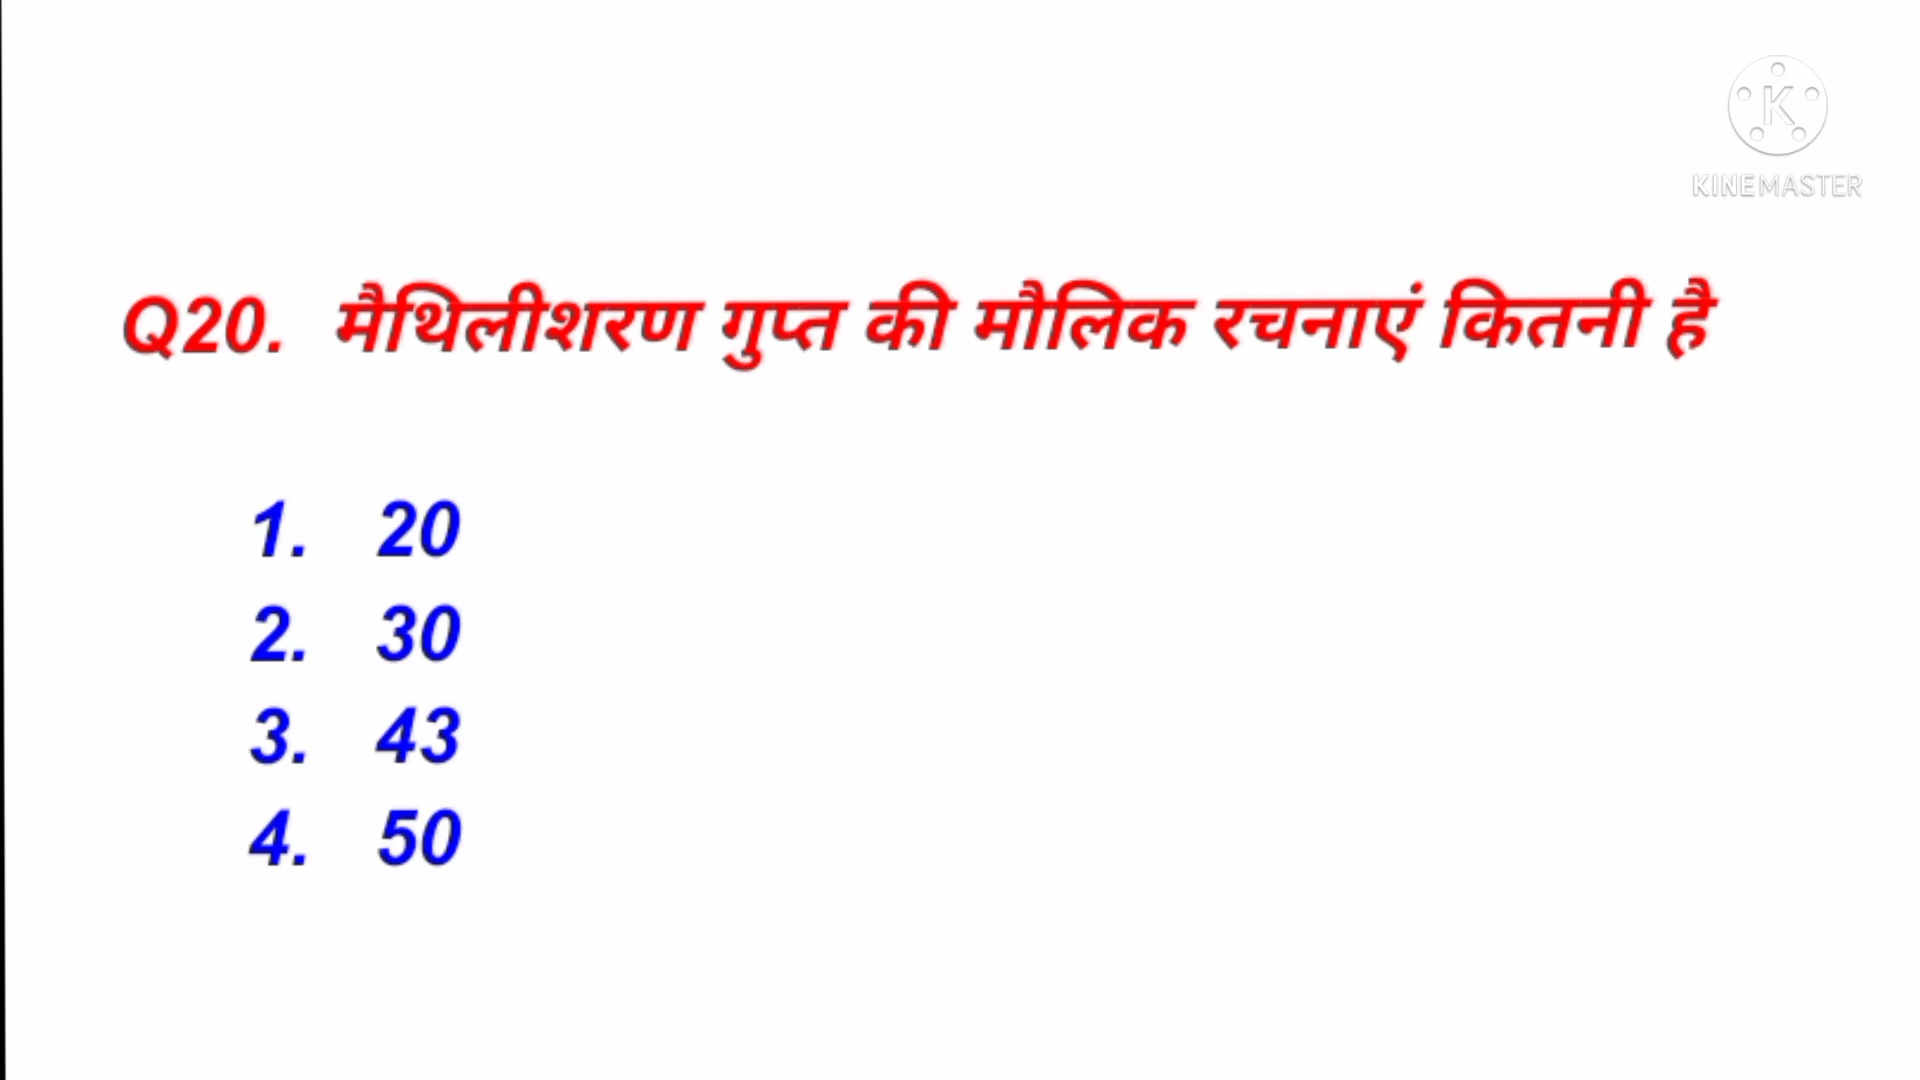 KINEMASTER
Q20. मैथिलीशरण गुप्त की मौलिक रचनाएं कितनी है
1. 20
2. 30
3. 43
4. 50